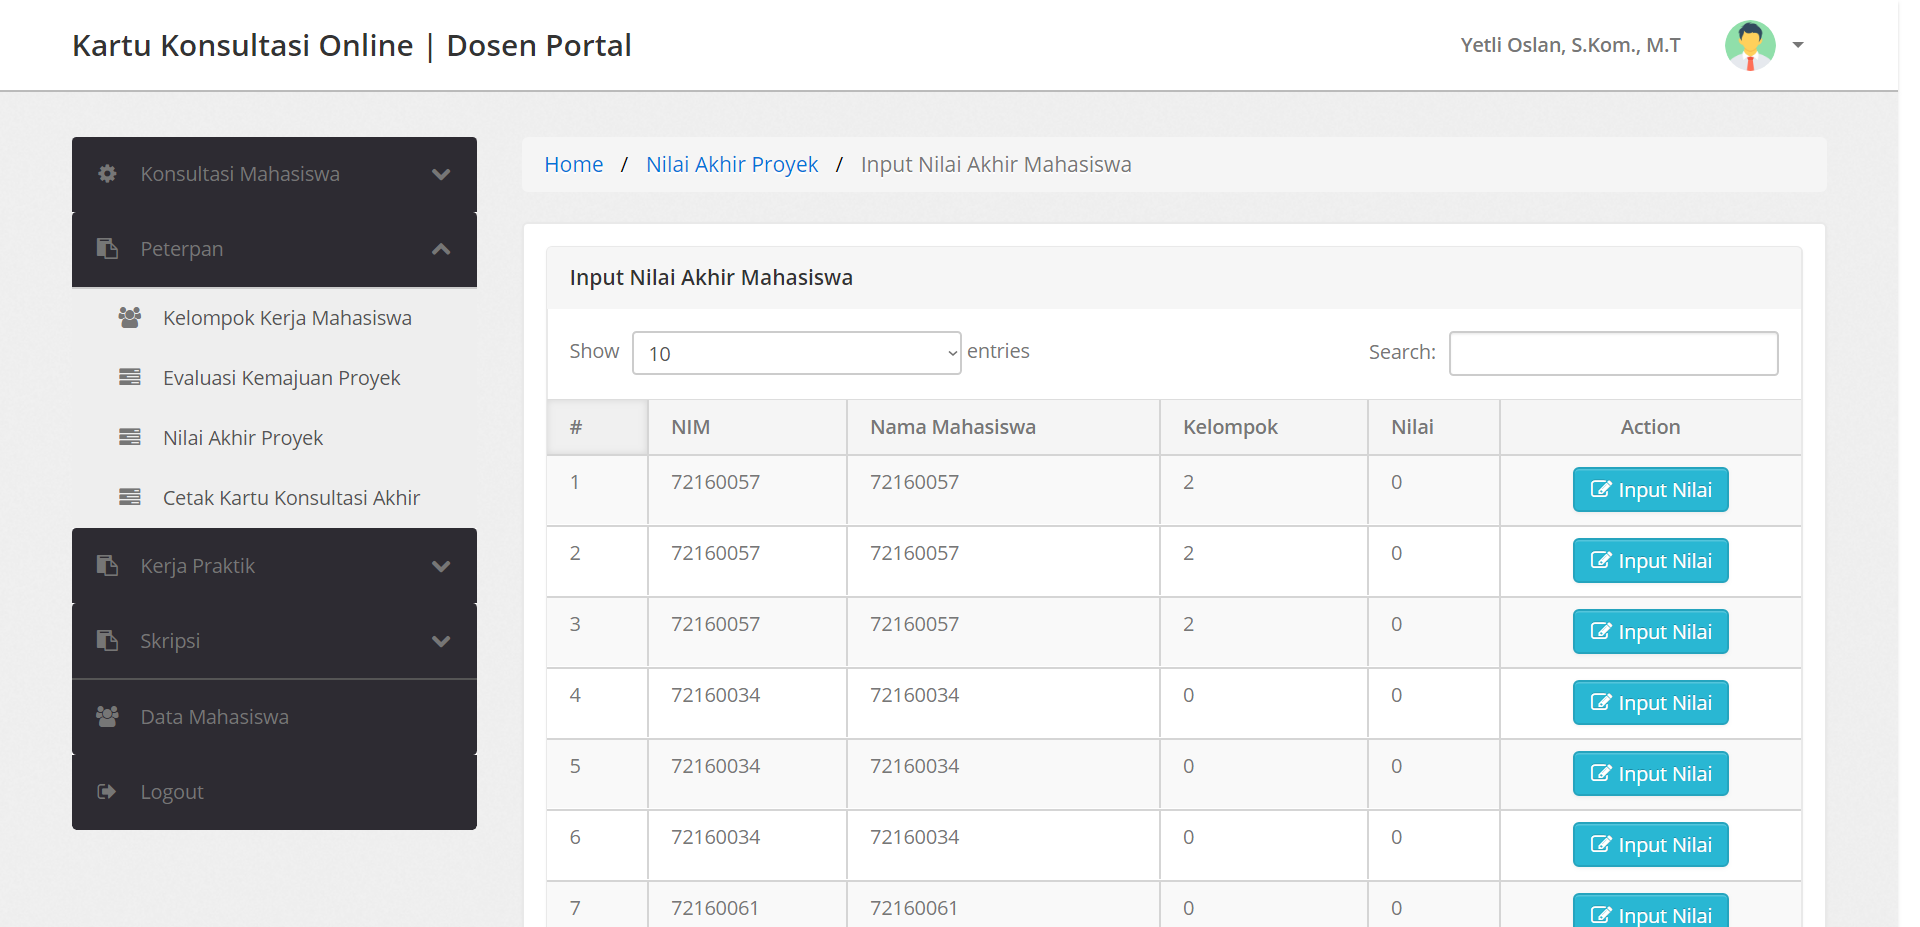 Kartu Konsultasi Online | Dosen Portal
Yetli Oslan, S.Kom., M.T
Konsultasi Mahasiswa
Peterpan
Kelompok Kerja Mahasiswa
Evaluasi Kemajuan Proyek
Nilai Akhir Proyek
Cetak Kartu Konsultasi Akhir
Kerja Praktik
Skripsi
Data Mahasiswa
Logout
Home / Nilai Akhir Proyek / Input Nilai Akhir Mahasiswa
Input Nilai Akhir Mahasiswa
Show 10 entries Search:
# NIM Nama Mahasiswa Kelompok Nilai Action
1 72160057 72160057 2 0 Input Nilai
2 72160057 72160057 2 0 Input Nilai
3 72160057 72160057 2 0 Input Nilai
4 72160034 72160034 0 0 Input Nilai
5 72160034 72160034 0 0 Input Nilai
6 72160034 72160034 0 0 Input Nilai
7 72160061 72160061 0 0 Input Nilai